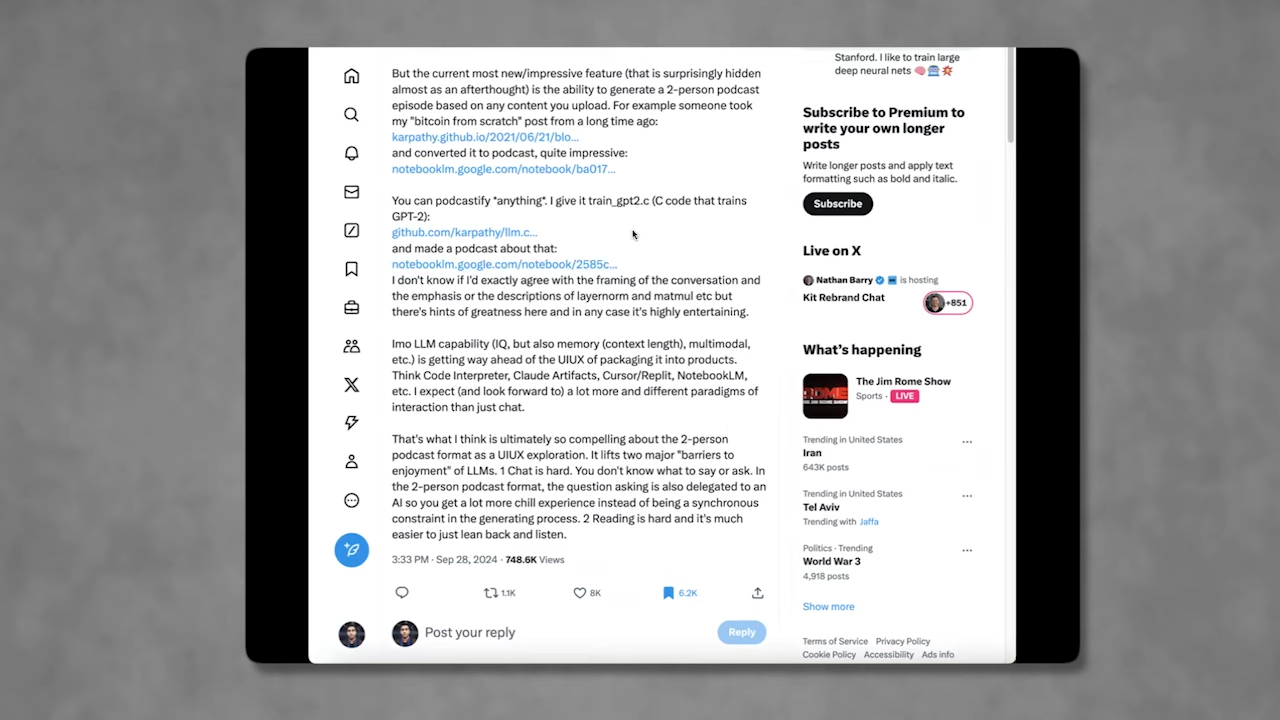 But the current most new/impressive feature (that is surprisingly hidden
almost as an afterthought) is the ability to generate a 2-person podcast
episode based on any content you upload. For example someone took
my "bitcoin from scratch" post from a long time ago:
karpathy.github.io/2021/06/21/blo...
and converted it to podcast, quite impressive:
notebooklm.google.com/notebook/ba017...
You can podcastify *anything*. I give it train_gpt2.c (C code that trains
GPT-2):
github.com/karpathy/llm.c...
and made a podcast about that:
notebooklm.google.com/notebook/2585c...
I don't know if I'd exactly agree with the framing of the conversation and
the emphasis or the descriptions of layernorm and matmul etc but
there's hints of greatness here and in any case it's highly entertaining.
Imo LLM capability (IQ, but also memory (context length), multimodal,
etc.) is getting way ahead of the UIUX of packaging it into products.
Think Code Interpreter, Claude Artifacts, Cursor/Replit, NotebookLM,
etc. I expect (and look forward to) a lot more and different paradigms of
interaction than just chat.
That's what I think is ultimately so compelling about the 2-person
podcast format as a UIUX exploration. It lifts two major "barriers to
enjoyment" of LLMs. 1 Chat is hard. You don't know what to say or ask. In
the 2-person podcast format, the question asking is also delegated to an
AI so you get a lot more chill experience instead of being a synchronous
constraint in the generating process. 2 Reading is hard and it's much
easier to just lean back and listen.
3:33 PM · Sep 28, 2024 · 748.6K Views
1.1K
8K
6.2K
Post your reply
Reply
Stanford. I like to train large
deep neural nets 🧠🤖💥
Subscribe to Premium to
write your own longer
posts
Write longer posts and apply text
formatting such as bold and italic.
Subscribe
Live on X
Nathan Barry is hosting
Kit Rebrand Chat
+851
What's happening
The Jim Rome Show
Sports · LIVE
Trending in United States
Iran
643K posts
Trending in United States
Tel Aviv
Trending with Jaffa
Politics · Trending
World War 3
4,918 posts
Show more
Terms of Service Privacy Policy
Cookie Policy Accessibility Ads info